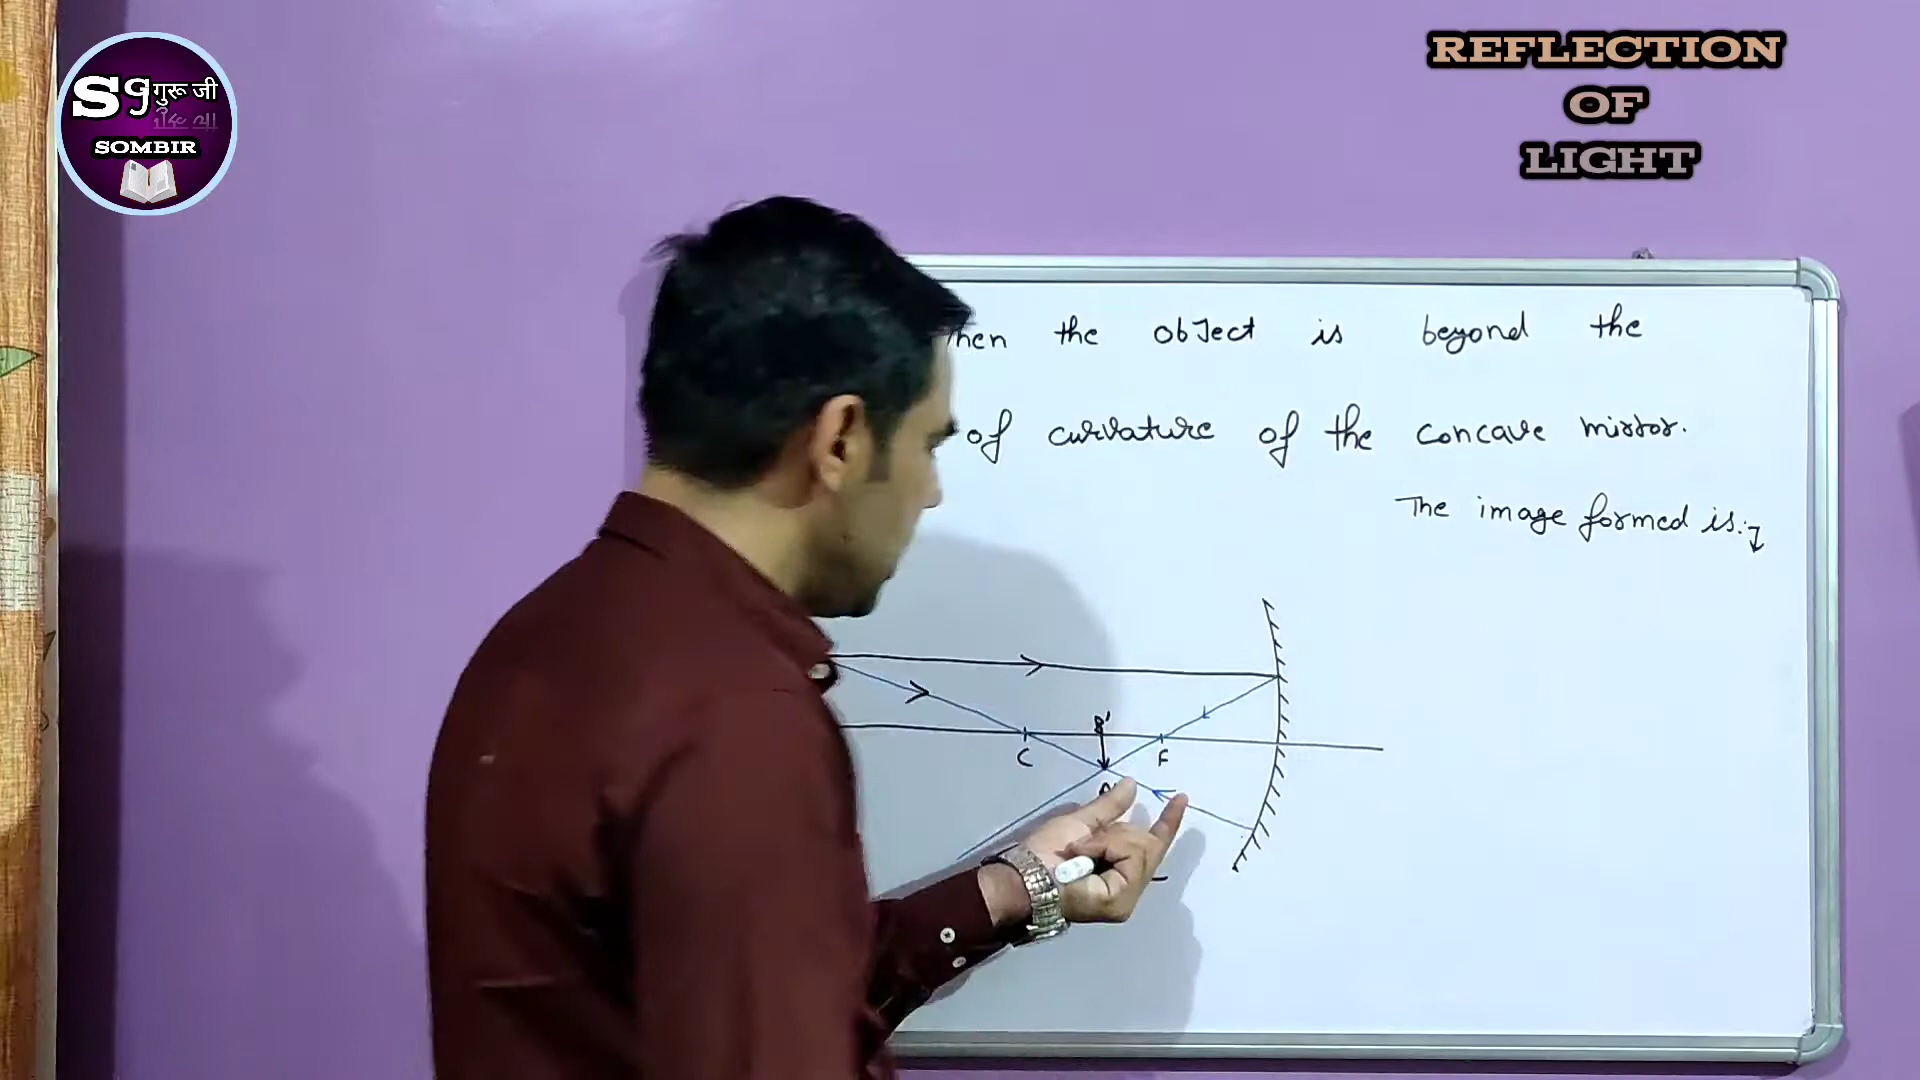 Sg गुरू जी
SOMBIR
REFLECTION
OF
LIGHT
hen the obJect is beyond the
of curvature of the concave mirror.
The image formed is:
B'
C
F